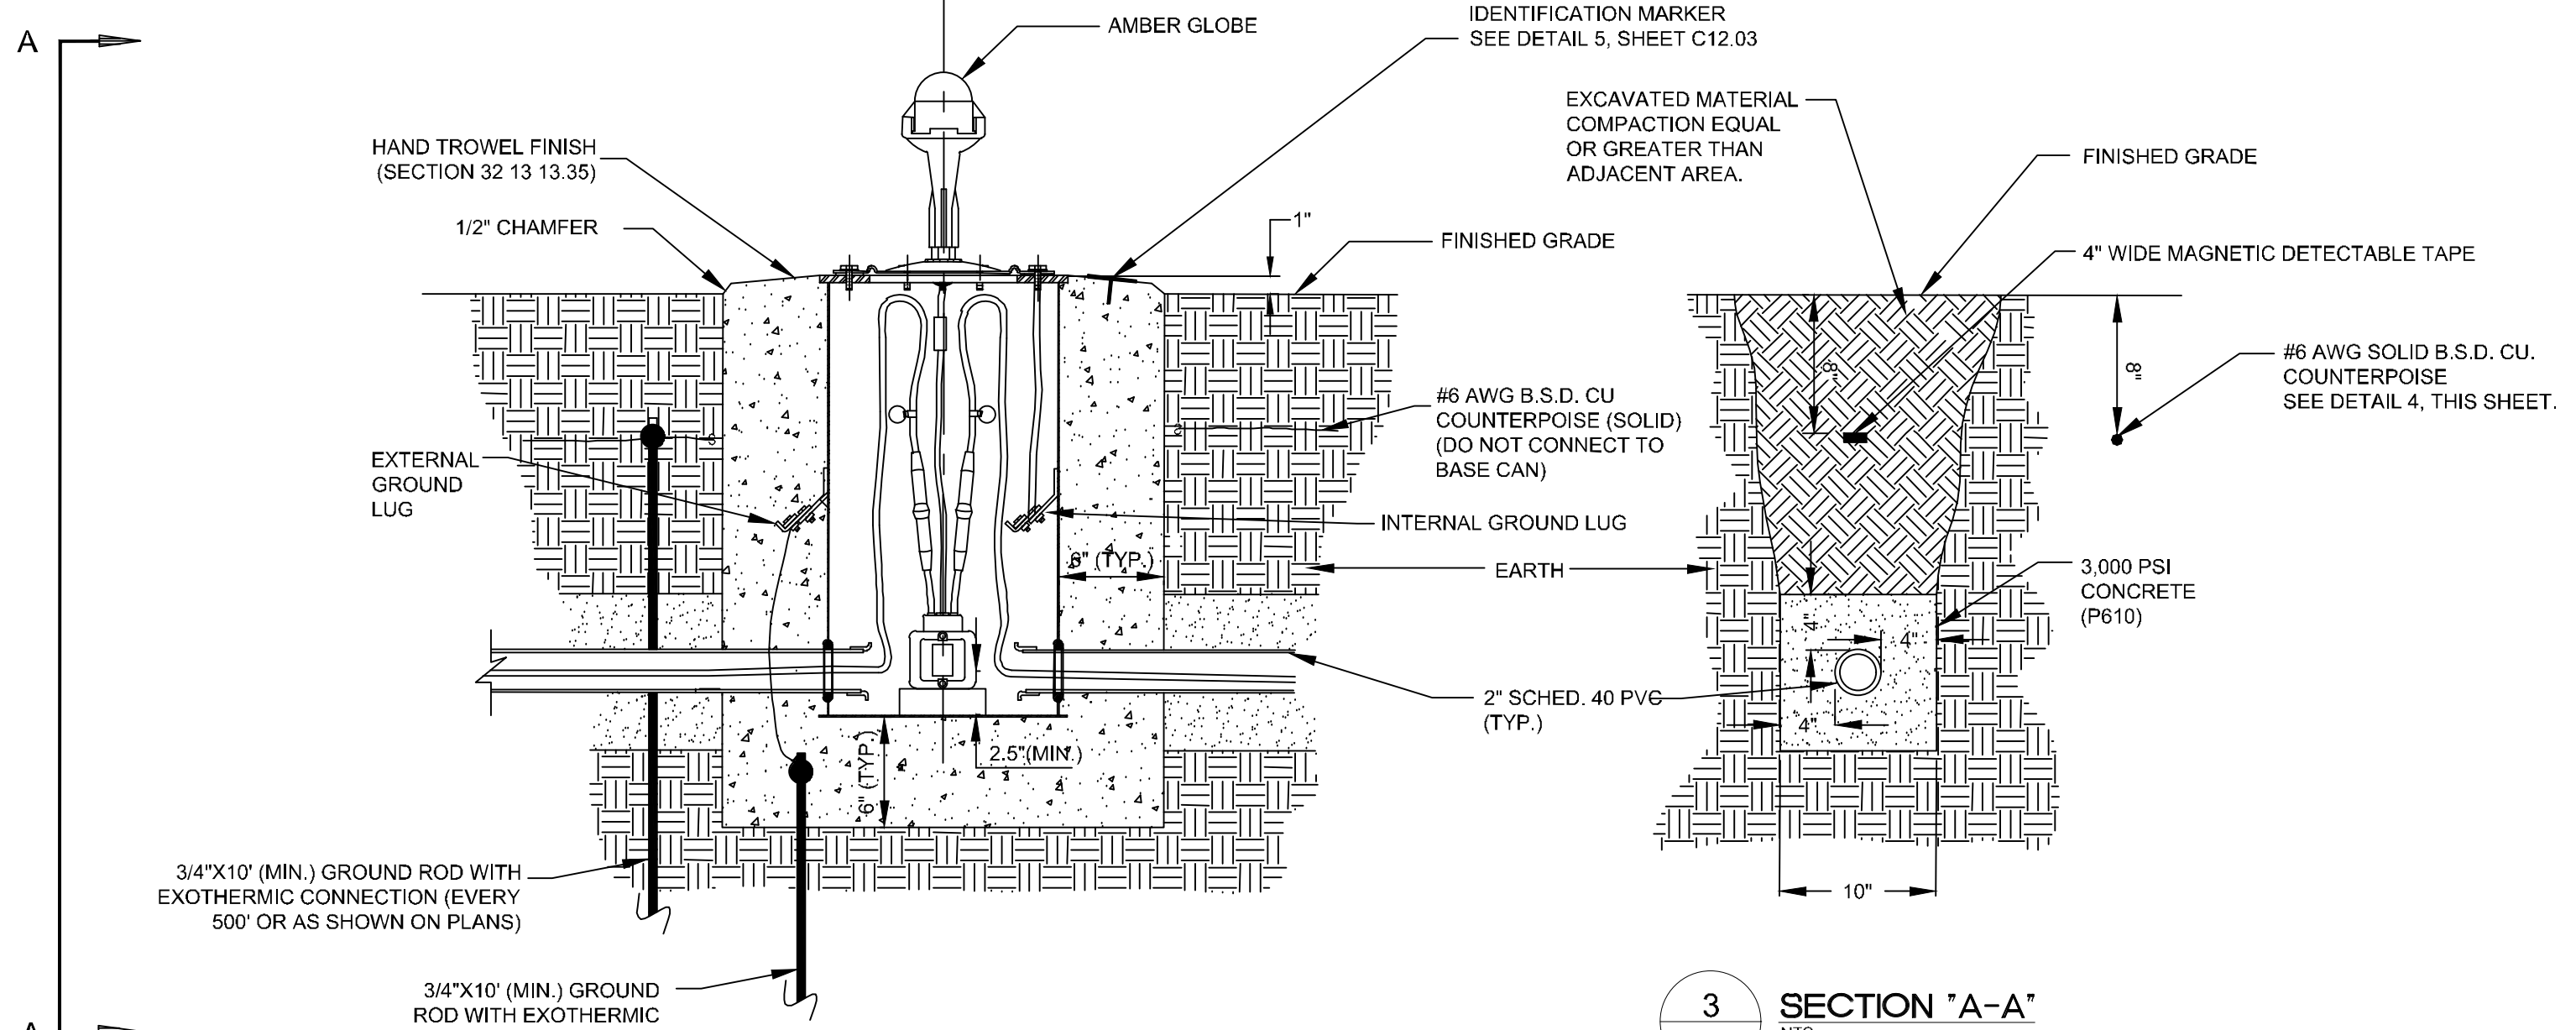 A
AMBER GLOBE
IDENTIFICATION MARKER
SEE DETAIL 5, SHEET C12.03
EXCAVATED MATERIAL
COMPACTION EQUAL
OR GREATER THAN
ADJACENT AREA.
HAND TROWEL FINISH
(SECTION 32 13 13.35)
FINISHED GRADE
1/2" CHAMFER
1"
FINISHED GRADE
4" WIDE MAGNETIC DETECTABLE TAPE
8"
8"
#6 AWG SOLID B.S.D. CU.
COUNTERPOISE
SEE DETAIL 4, THIS SHEET.
#6 AWG B.S.D. CU
COUNTERPOISE (SOLID)
(DO NOT CONNECT TO
BASE CAN)
EXTERNAL
GROUND
LUG
INTERNAL GROUND LUG
6" (TYP.)
EARTH
3,000 PSI
CONCRETE
(P610)
4"
4"
4"
2" SCHED. 40 PVC
(TYP.)
2.5"(MIN.)
6" (TYP.)
3/4"X10' (MIN.) GROUND ROD WITH
EXOTHERMIC CONNECTION (EVERY
500' OR AS SHOWN ON PLANS)
10"
3/4"X10' (MIN.) GROUND
ROD WITH EXOTHERMIC
3
SECTION "A-A"
NTS
A